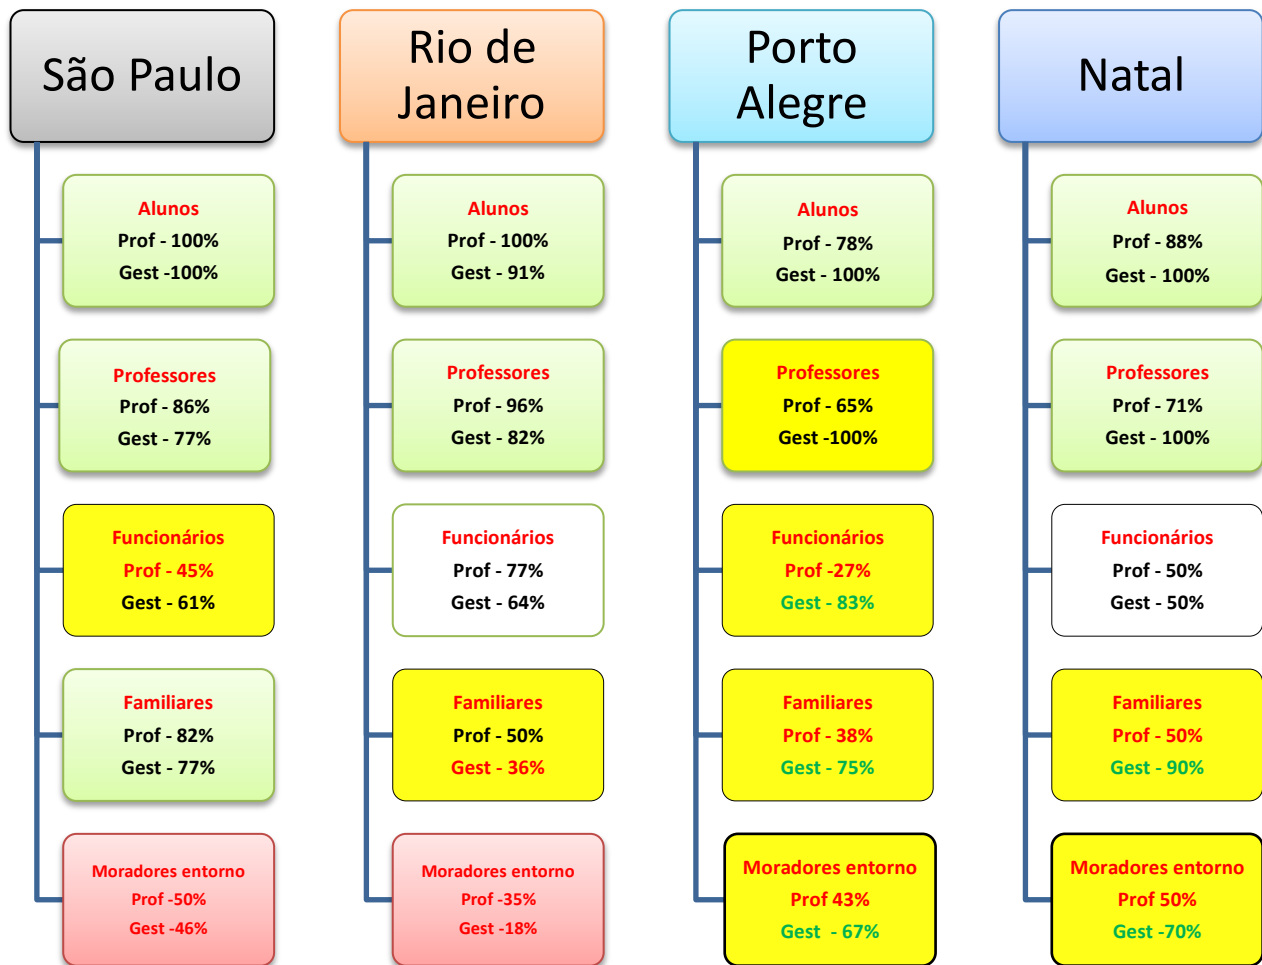 São Paulo
Alunos
Prof - 100%
Gest -100%
Professores
Prof - 86%
Gest - 77%
Funcionários
Prof - 45%
Gest - 61%
Familiares
Prof - 82%
Gest - 77%
Moradores entorno
Prof -50%
Gest -46%
Rio de
Janeiro
Alunos
Prof - 100%
Gest - 91%
Professores
Prof - 96%
Gest - 82%
Funcionários
Prof - 77%
Gest - 64%
Familiares
Prof - 50%
Gest - 36%
Moradores entorno
Prof -35%
Gest -18%
Porto
Alegre
Alunos
Prof - 78%
Gest - 100%
Professores
Prof - 65%
Gest -100%
Funcionários
Prof -27%
Gest - 83%
Familiares
Prof - 38%
Gest - 75%
Moradores entorno
Prof 43%
Gest - 67%
Natal
Alunos
Prof - 88%
Gest - 100%
Professores
Prof - 71%
Gest - 100%
Funcionários
Prof - 50%
Gest - 50%
Familiares
Prof - 50%
Gest - 90%
Moradores entorno
Prof 50%
Gest -70%